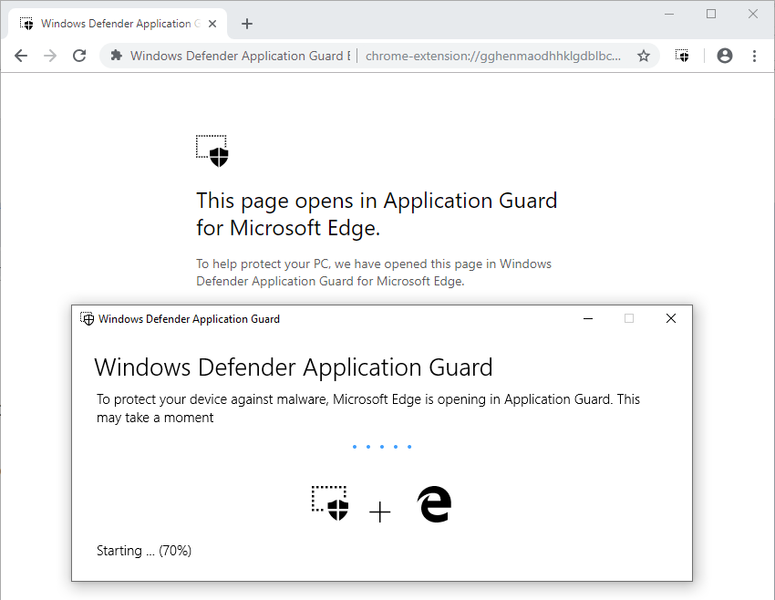 Windows Defender Application G
Windows Defender Application Guard E | chrome-extension://gghenmaodhhklgdblbc...
This page opens in Application Guard
for Microsoft Edge.
To help protect your PC, we have opened this page in Windows
Defender Application Guard for Microsoft Edge.
Windows Defender Application Guard
Windows Defender Application Guard
To protect your device against malware, Microsoft Edge is opening in Application Guard. This
may take a moment
Starting ... (70%)